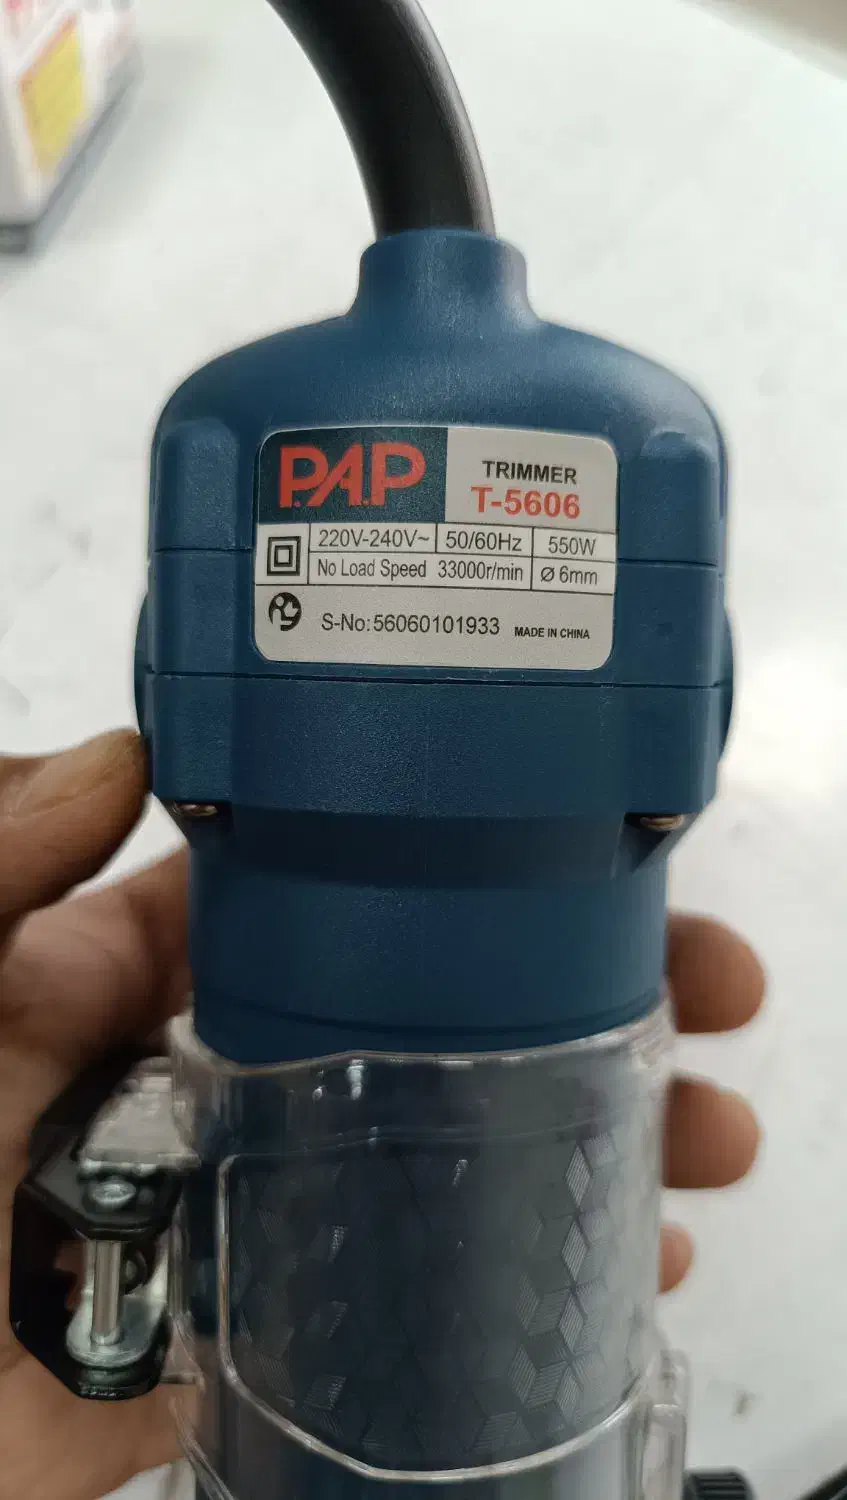 P.A.P
TRIMMER
T-5606
220V-240V~ 50/60Hz 550W
No Load Speed 33000r/min Ø 6mm
S-No:56060101933 MADE IN CHINA